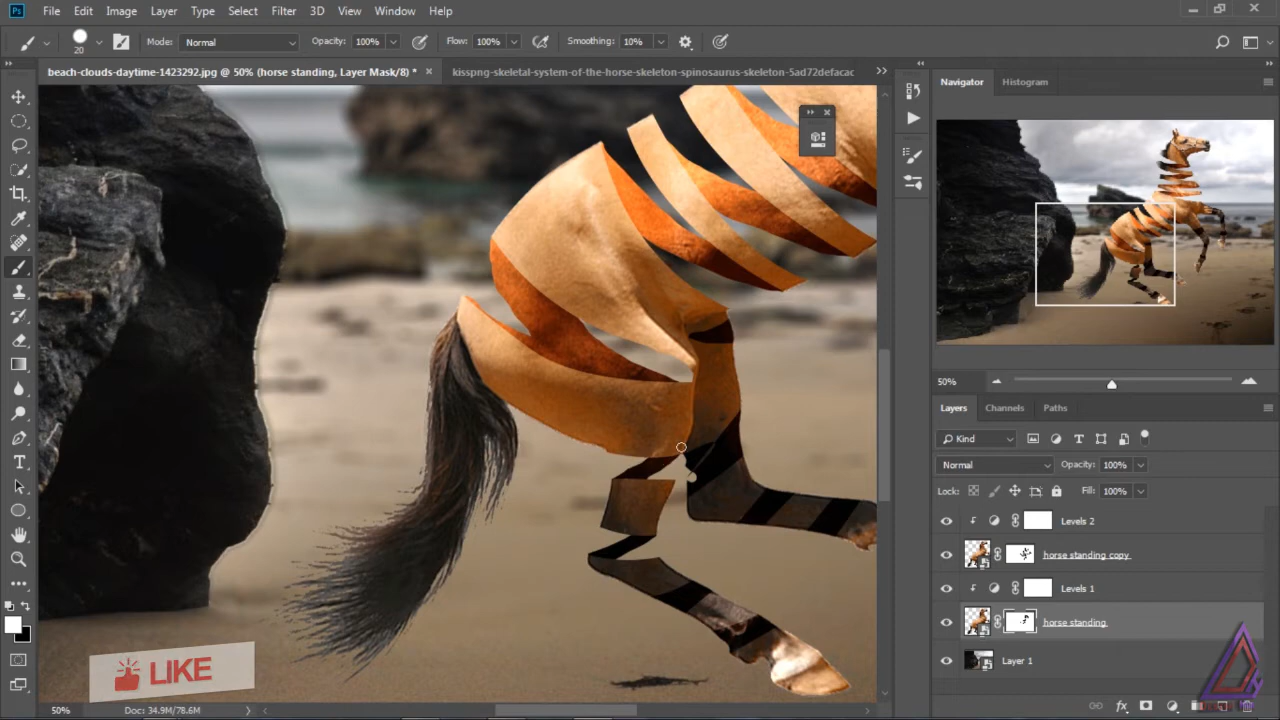 Ps File Edit Image Layer Type Select Filter 3D View Window Help
20 Mode: Normal Opacity: 100% Flow: 100% Smoothing: 10%
beach-clouds-daytime-1423292.jpg @ 50% (horse standing, Layer Mask/8) * × kisspng-skeletal-system-of-the-horse-skeleton-spinosaurus-skeleton-5ad72defacac
Navigator Histogram
50%
Layers Channels Paths
Kind
Normal Opacity: 100%
Lock: Fill: 100%
Levels 2
horse standing copy
Levels 1
horse standing
Layer 1
LIKE
50% Doc: 34.9M/78.6M